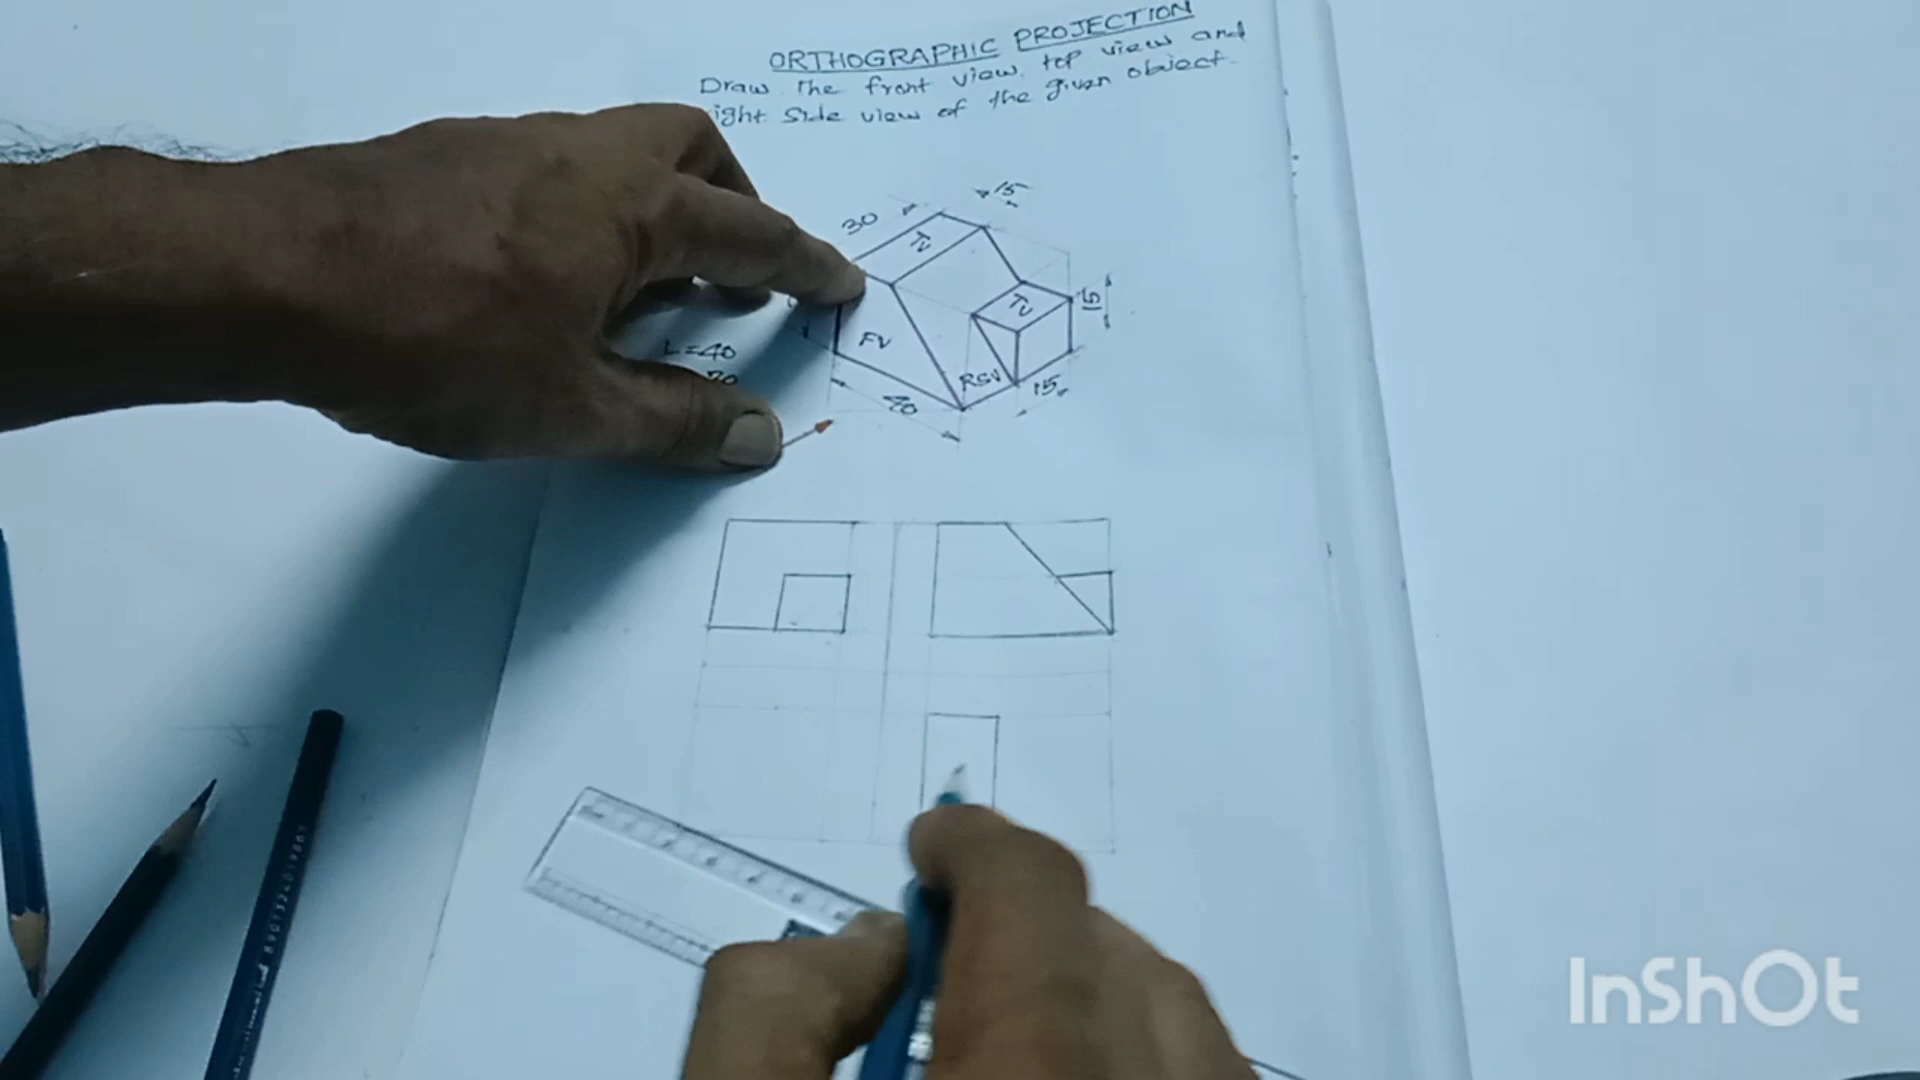 ORTHOGRAPHIC PROJECTION
Draw the front view, top view and
ight side view of the given object.
15
30
TV
TV
15
FV
L=40
RSV
15
40
8901324019867
InShOt